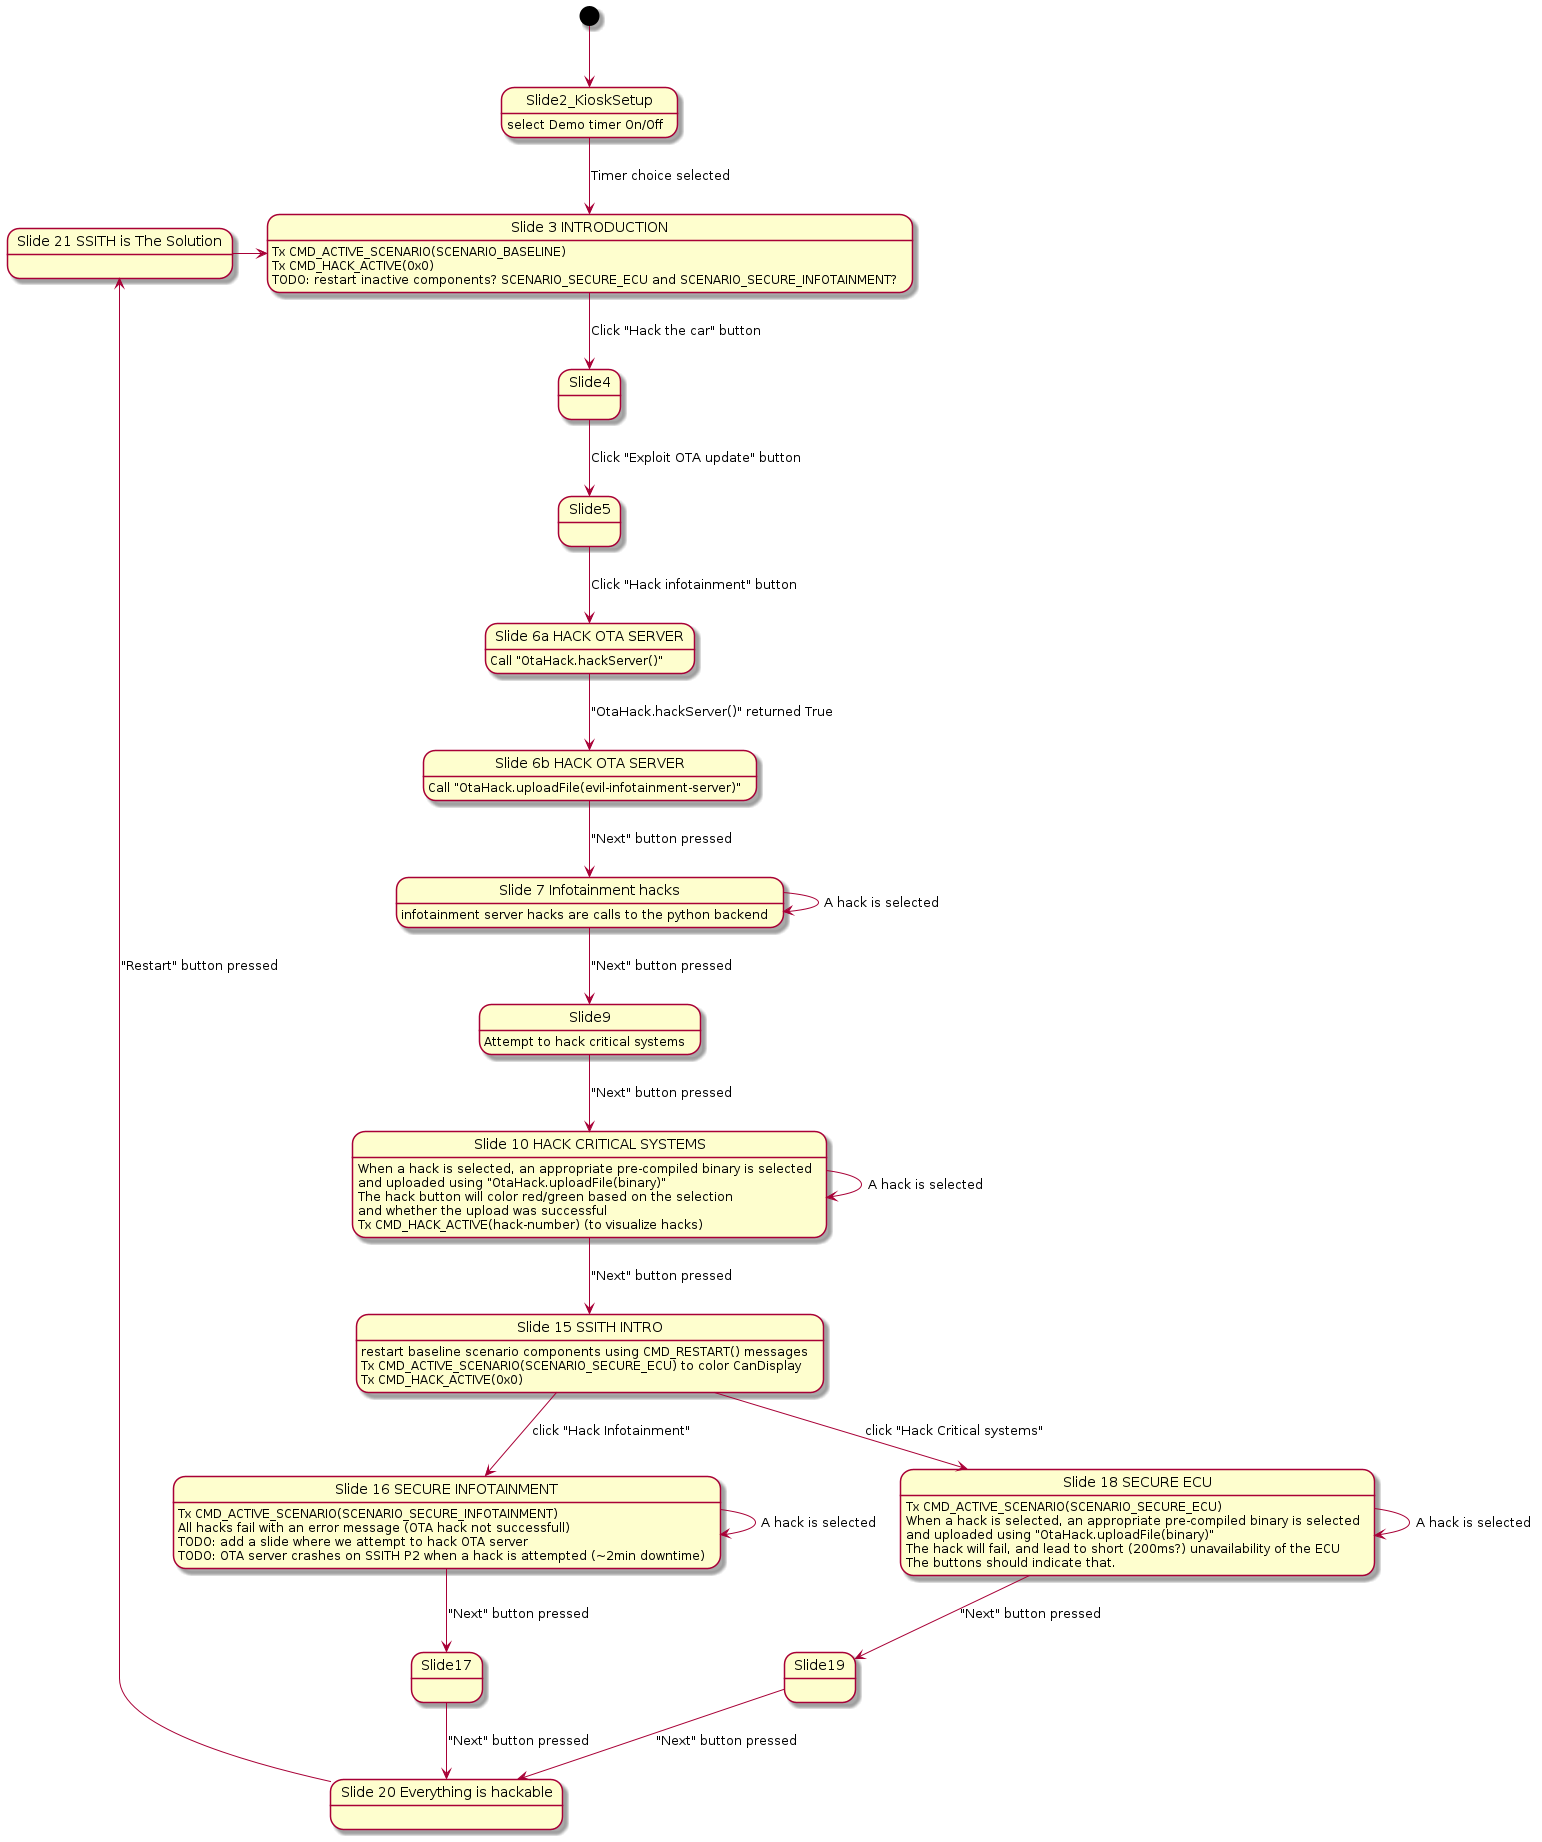 Slide2_KioskSetup
select Demo timer On/Off
Timer choice selected
Slide 21 SSITH is The Solution
Slide 3 INTRODUCTION
Tx CMD_ACTIVE_SCENARIO(SCENARIO_BASELINE)
Tx CMD_HACK_ACTIVE(0x0)
TODO: restart inactive components? SCENARIO_SECURE_ECU and SCENARIO_SECURE_INFOTAINMENT?
Click "Hack the car" button
Slide4
Click "Exploit OTA update" button
Slide5
Click "Hack infotainment" button
Slide 6a HACK OTA SERVER
Call "OtaHack.hackServer()"
"OtaHack.hackServer()" returned True
Slide 6b HACK OTA SERVER
Call "OtaHack.uploadFile(evil-infotainment-server)"
"Next" button pressed
Slide 7 Infotainment hacks
infotainment server hacks are calls to the python backend
A hack is selected
"Restart" button pressed
"Next" button pressed
Slide9
Attempt to hack critical systems
"Next" button pressed
Slide 10 HACK CRITICAL SYSTEMS
When a hack is selected, an appropriate pre-compiled binary is selected
and uploaded using "OtaHack.uploadFile(binary)"
The hack button will color red/green based on the selection
and whether the upload was successful
Tx CMD_HACK_ACTIVE(hack-number) (to visualize hacks)
A hack is selected
"Next" button pressed
Slide 15 SSITH INTRO
restart baseline scenario components using CMD_RESTART() messages
Tx CMD_ACTIVE_SCENARIO(SCENARIO_SECURE_ECU) to color CanDisplay
Tx CMD_HACK_ACTIVE(0x0)
click "Hack Infotainment"
click "Hack Critical systems"
Slide 16 SECURE INFOTAINMENT
Tx CMD_ACTIVE_SCENARIO(SCENARIO_SECURE_INFOTAINMENT)
All hacks fail with an error message (OTA hack not successfull)
TODO: add a slide where we attempt to hack OTA server
TODO: OTA server crashes on SSITH P2 when a hack is attempted (~2min downtime)
A hack is selected
Slide 18 SECURE ECU
Tx CMD_ACTIVE_SCENARIO(SCENARIO_SECURE_ECU)
When a hack is selected, an appropriate pre-compiled binary is selected
and uploaded using "OtaHack.uploadFile(binary)"
The hack will fail, and lead to short (200ms?) unavailability of the ECU
The buttons should indicate that.
A hack is selected
"Next" button pressed
"Next" button pressed
Slide17
Slide19
"Next" button pressed
"Next" button pressed
Slide 20 Everything is hackable